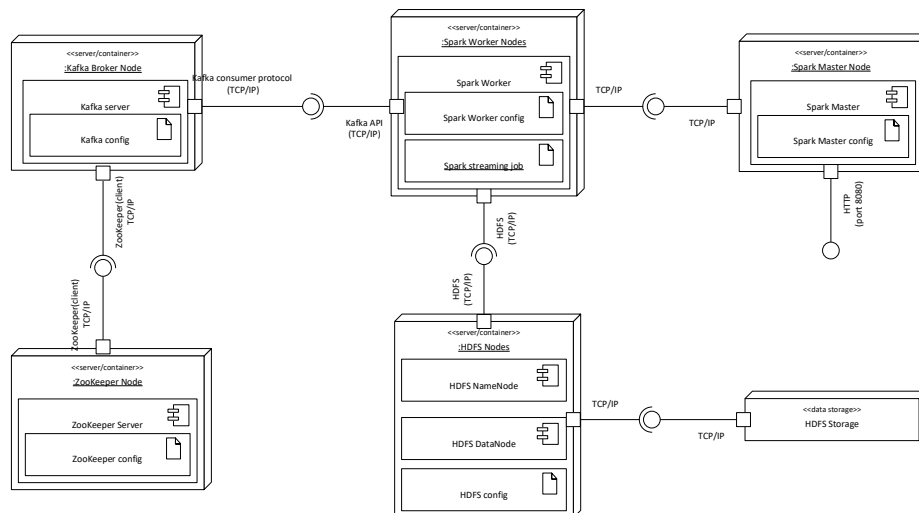 <<server/container>>
:Kafka Broker Node
Kafka server
Kafka config
Kafka consumer protocol
(TCP/IP)
Kafka API
(TCP/IP)
<<server/container>>
:Spark Worker Nodes
Spark Worker
Spark Worker config
Spark streaming job
TCP/IP
TCP/IP
<<server/container>>
:Spark Master Node
Spark Master
Spark Master config
HTTP
(port 8080)
ZooKeeper(client)
TCP/IP
ZooKeeper(client)
TCP/IP
HDFS
(TCP/IP)
HDFS
(TCP/IP)
<<server/container>>
:ZooKeeper Node
ZooKeeper Server
ZooKeeper config
<<server/container>>
:HDFS Nodes
HDFS NameNode
HDFS DataNode
HDFS config
TCP/IP
TCP/IP
<<data storage>>
HDFS Storage